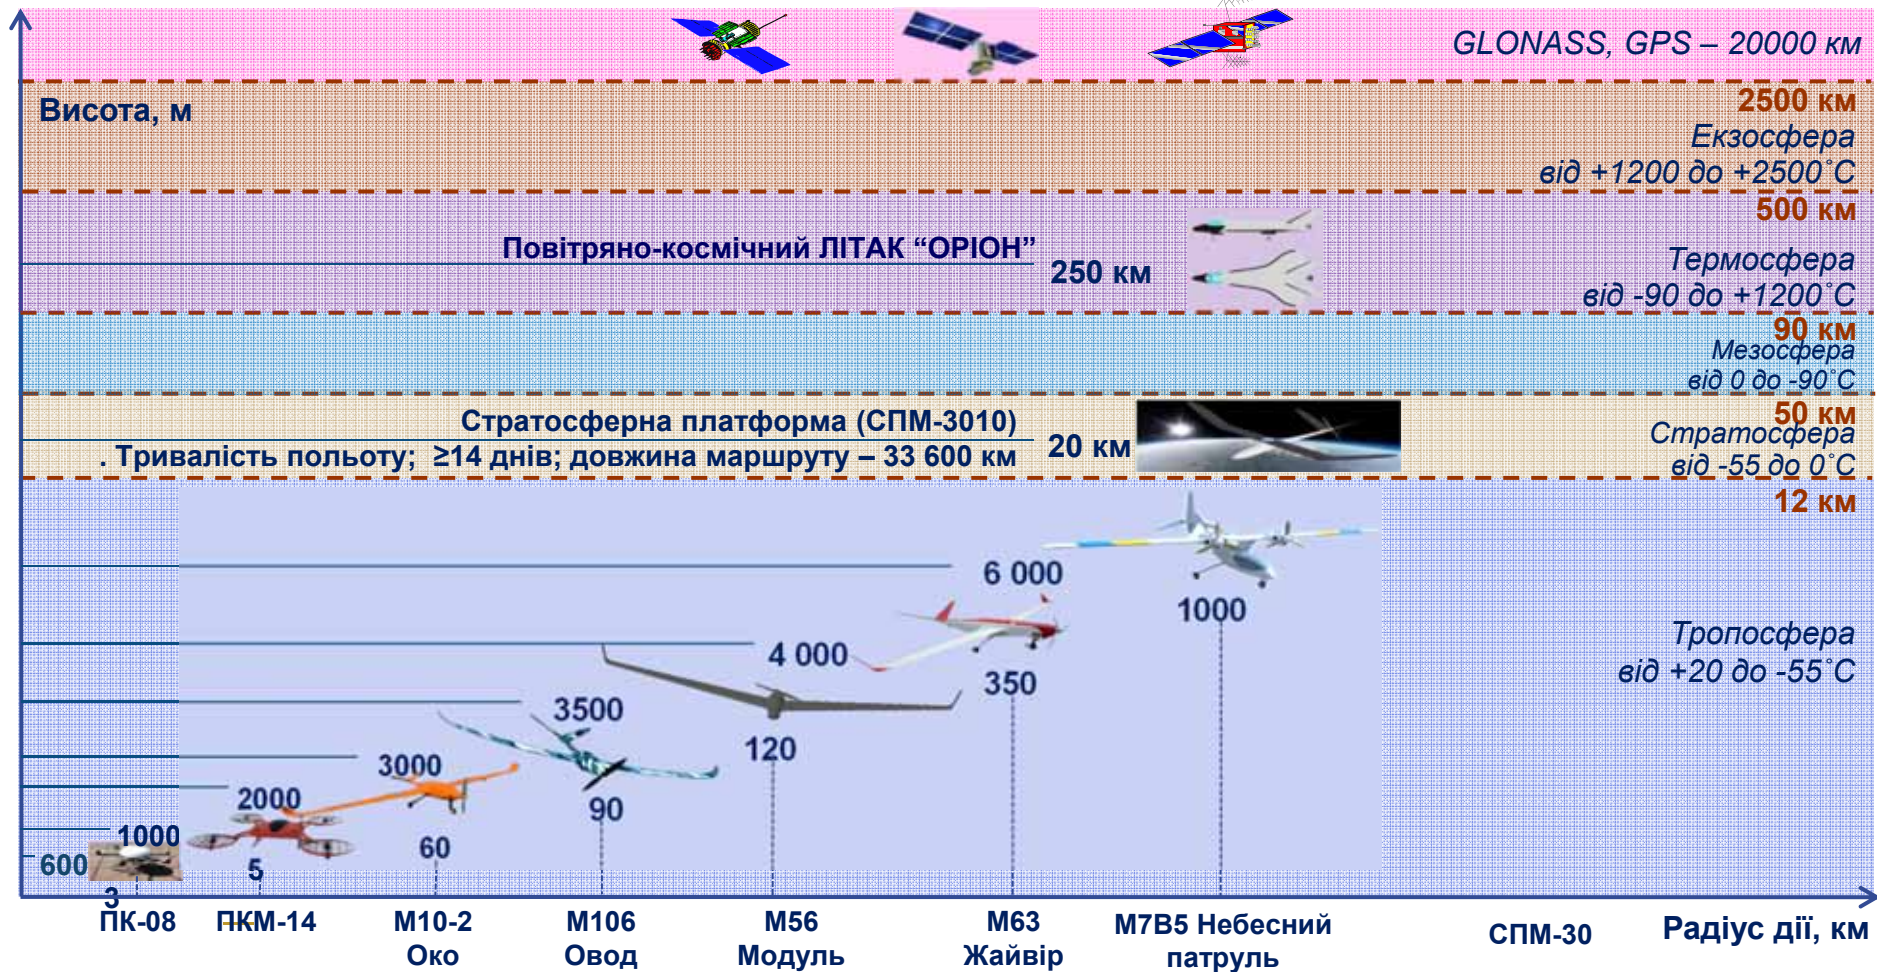 GLONASS, GPS – 20000 км
Висота, м
2500 км
Екзосфера
від +1200 до +2500˚С
500 км
Повітряно-космічний ЛІТАК “ОРІОН”
250 км
Термосфера
від -90 до +1200˚С
90 км
Мезосфера
від 0 до -90˚С
50 км
Стратосферна платформа (СПМ-3010)
. Тривалість польоту; ≥14 днів; довжина маршруту – 33 600 км
20 км
Стратосфера
від -55 до 0˚С
12 км
6 000
1000
Тропосфера
від +20 до -55˚С
4 000
350
3500
120
3000
90
2000
60
1000
5
600
3
ПК-08
ПКМ-14
М10-2
Око
М106
Овод
М56
Модуль
М63
Жайвір
М7В5 Небесний
патруль
СПМ-30
Радіус дії, км